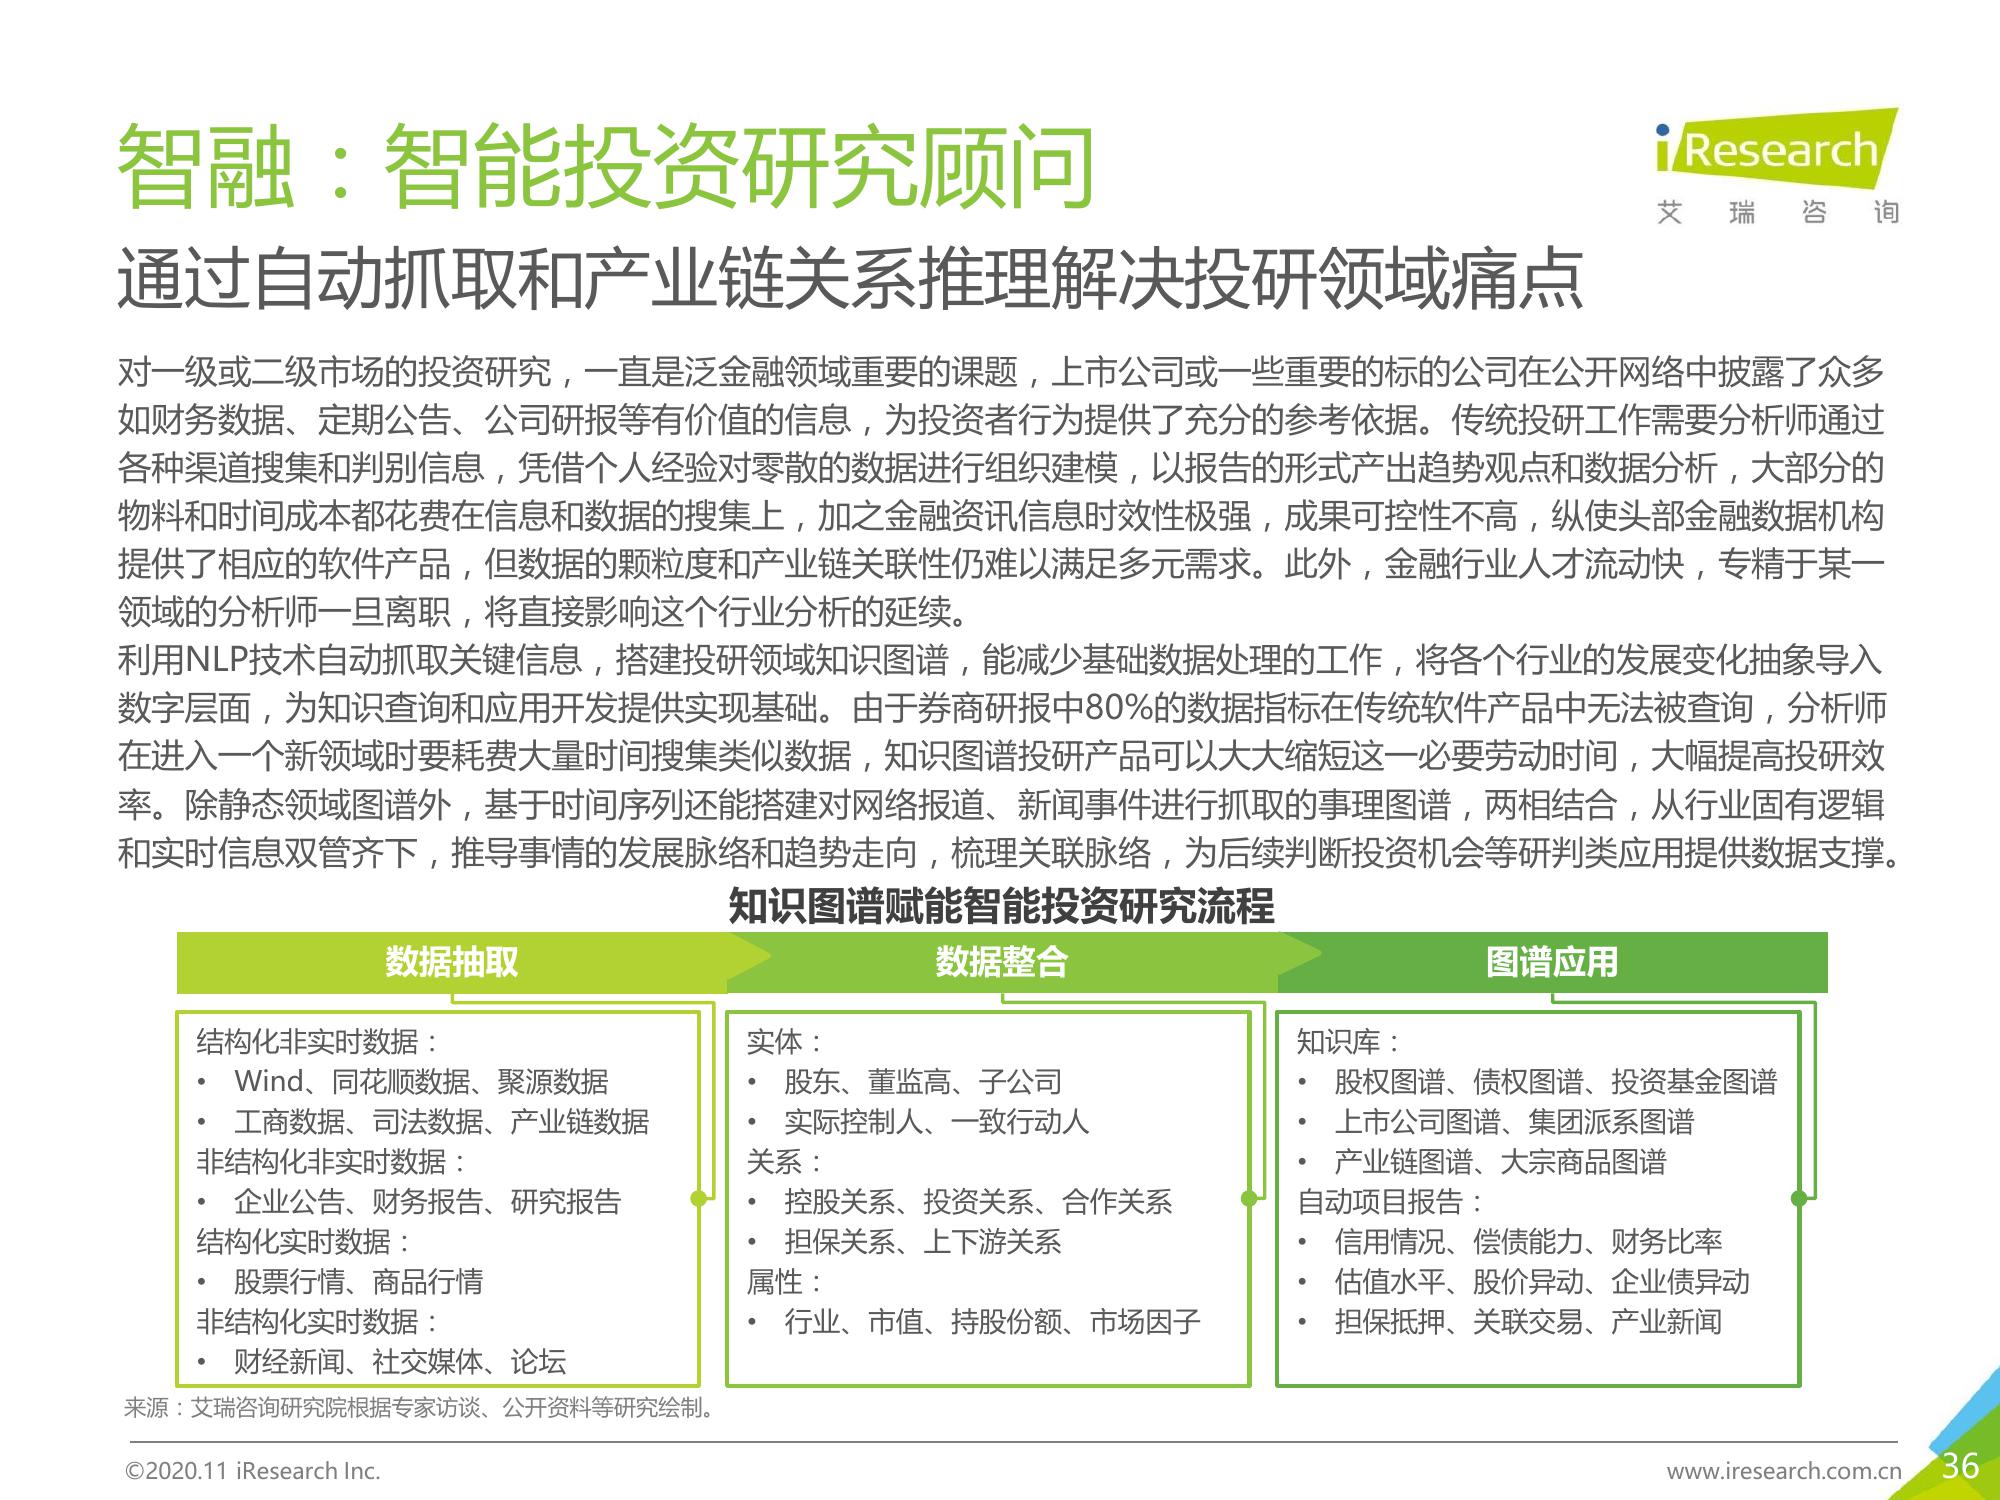 智融：智能投资研究顾问
iResearch
艾瑞咨询
通过自动抓取和产业链关系推理解决投研领域痛点
对一级或二级市场的投资研究，一直是泛金融领域重要的课题，上市公司或一些重要的标的公司在公开网络中披露了众多
如财务数据、定期公告、公司研报等有价值的信息，为投资者行为提供了充分的参考依据。传统投研工作需要分析师通过
各种渠道搜集和判别信息，凭借个人经验对零散的数据进行组织建模，以报告的形式产出趋势观点和数据分析，大部分的
物料和时间成本都花费在信息和数据的搜集上，加之金融资讯信息时效性极强，成果可控性不高，纵使头部金融数据机构
提供了相应的软件产品，但数据的颗粒度和产业链关联性仍难以满足多元需求。此外，金融行业人才流动快，专精于某一
领域的分析师一旦离职，将直接影响这个行业分析的延续。
利用NLP技术自动抓取关键信息，搭建投研领域知识图谱，能减少基础数据处理的工作，将各个行业的发展变化抽象导入
数字层面，为知识查询和应用开发提供实现基础。由于券商研报中80%的数据指标在传统软件产品中无法被查询，分析师
在进入一个新领域时要耗费大量时间搜集类似数据，知识图谱投研产品可以大大缩短这一必要劳动时间，大幅提高投研效
率。除静态领域图谱外，基于时间序列还能搭建对网络报道、新闻事件进行抓取的事理图谱，两相结合，从行业固有逻辑
和实时信息双管齐下，推导事情的发展脉络和趋势走向，梳理关联脉络，为后续判断投资机会等研判类应用提供数据支撑。
知识图谱赋能智能投资研究流程
数据抽取
结构化非实时数据：
• Wind、同花顺数据、聚源数据
• 工商数据、司法数据、产业链数据
非结构化非实时数据：
• 企业公告、财务报告、研究报告
结构化实时数据：
• 股票行情、商品行情
非结构化实时数据：
• 财经新闻、社交媒体、论坛
数据整合
实体：
• 股东、董监高、子公司
• 实际控制人、一致行动人
关系：
• 控股关系、投资关系、合作关系
• 担保关系、上下游关系
属性：
• 行业、市值、持股份额、市场因子
图谱应用
知识库：
• 股权图谱、债权图谱、投资基金图谱
• 上市公司图谱、集团派系图谱
• 产业链图谱、大宗商品图谱
自动项目报告：
• 信用情况、偿债能力、财务比率
• 估值水平、股价异动、企业债异动
• 担保抵押、关联交易、产业新闻
来源：艾瑞咨询研究院根据专家访谈、公开资料等研究绘制。
©2020.11 iResearch Inc.
www.iresearch.com.cn
36